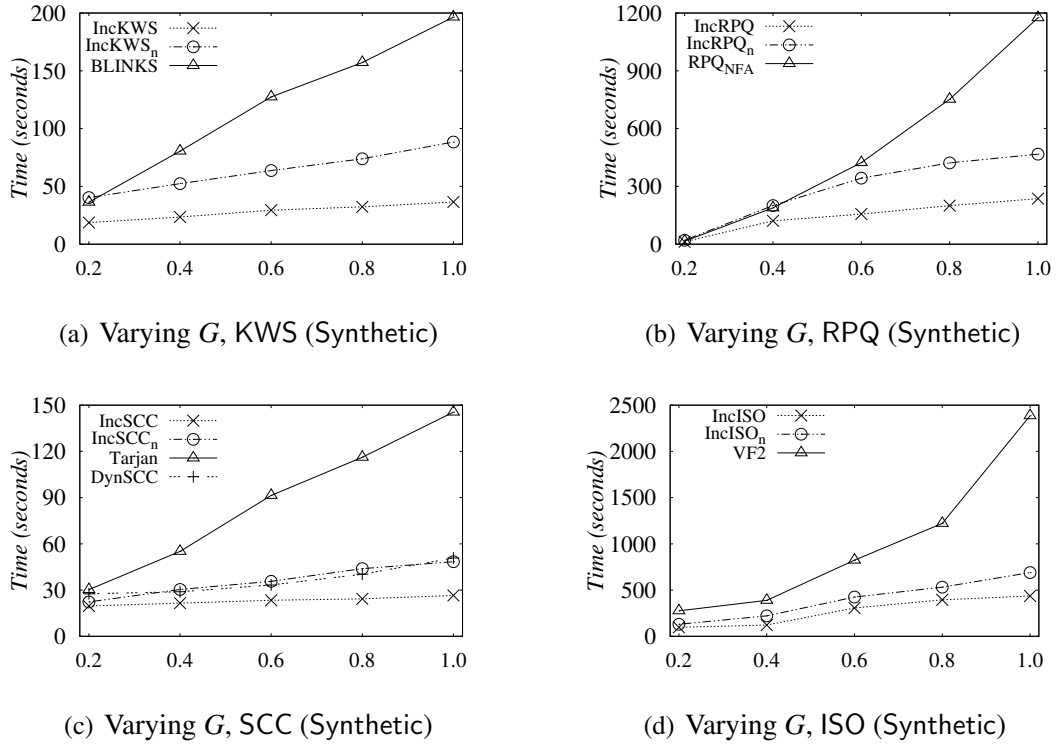 200
150
100
50
0
Time (seconds)
IncKWS
IncKWSn
BLINKS
0.2 0.4 0.6 0.8 1.0
(a) Varying G, KWS (Synthetic)
1200
900
600
300
0
Time (seconds)
IncRPQ
IncRPQn
RPQNFA
0.2 0.4 0.6 0.8 1.0
(b) Varying G, RPQ (Synthetic)
150
120
90
60
30
0
Time (seconds)
IncSCC
IncSCCn
Tarjan
DynSCC
0.2 0.4 0.6 0.8 1.0
(c) Varying G, SCC (Synthetic)
2500
2000
1500
1000
500
0
Time (seconds)
IncISO
IncISOn
VF2
0.2 0.4 0.6 0.8 1.0
(d) Varying G, ISO (Synthetic)